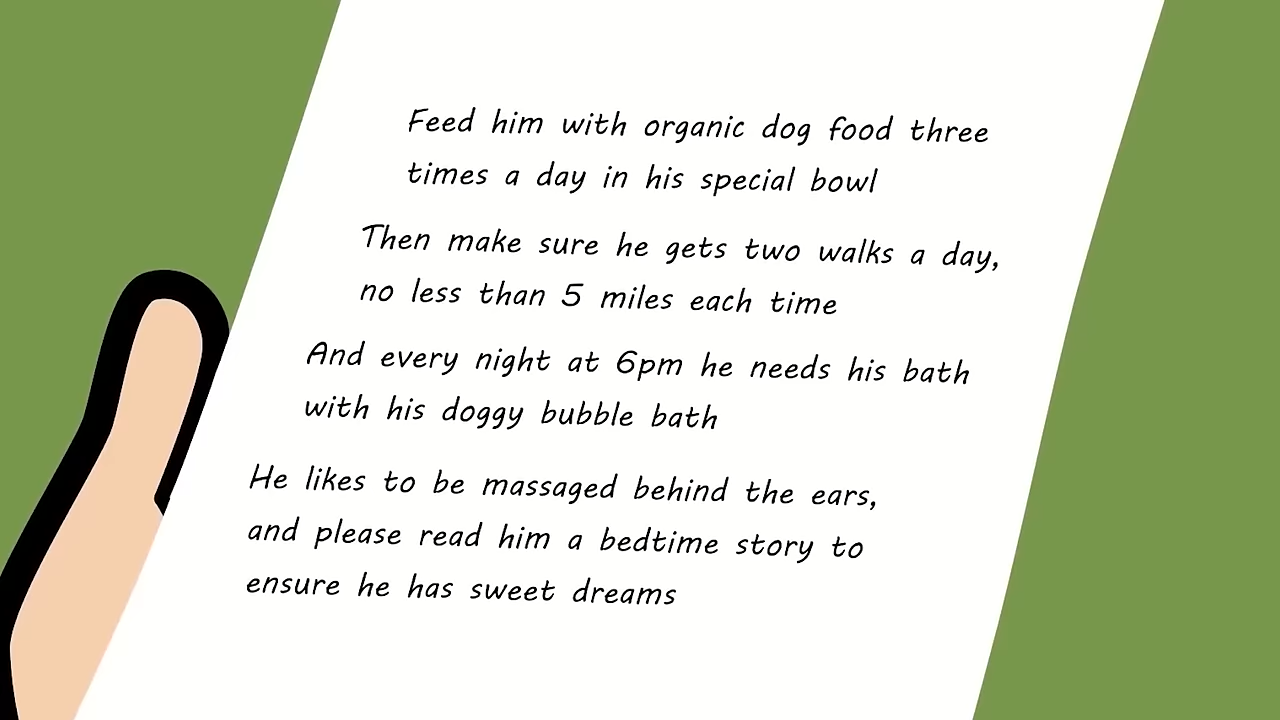 Feed him with organic dog food three
times a day in his special bowl
Then make sure he gets two walks a day,
no less than 5 miles each time
And every night at 6pm he needs his bath
with his doggy bubble bath
He likes to be massaged behind the ears,
and please read him a bedtime story to
ensure he has sweet dreams